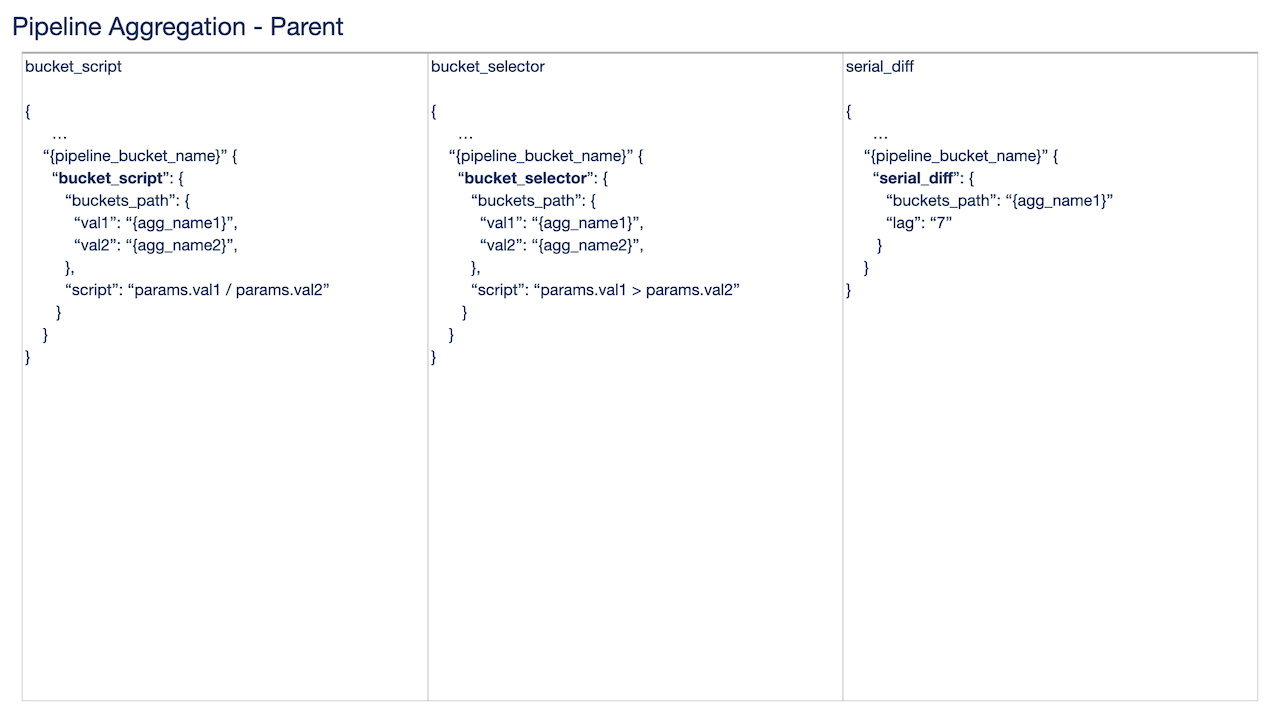 Pipeline Aggregation - Parent
bucket_script
{
…
“{pipeline_bucket_name}” {
“bucket_script”: {
“buckets_path”: {
“val1”: “{agg_name1}”,
“val2”: “{agg_name2}”,
},
“script”: “params.val1 / params.val2”
}
}
}
bucket_selector
{
…
“{pipeline_bucket_name}” {
“bucket_selector”: {
“buckets_path”: {
“val1”: “{agg_name1}”,
“val2”: “{agg_name2}”,
},
“script”: “params.val1 > params.val2”
}
}
}
serial_diff
{
…
“{pipeline_bucket_name}” {
“serial_diff”: {
“buckets_path”: “{agg_name1}”
“lag”: “7”
}
}
}